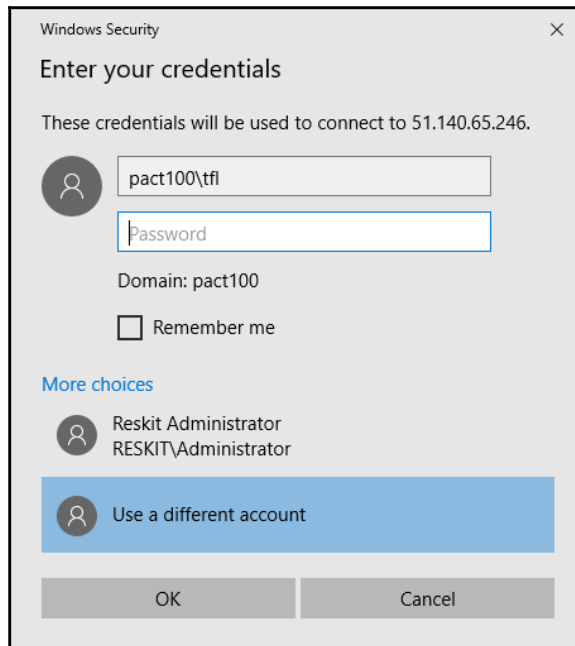 Windows Security
Enter your credentials
These credentials will be used to connect to 51.140.65.246.
pact100\tfl
Password
Domain: pact100
Remember me
More choices
Reskit Administrator
RESKIT\Administrator
Use a different account
OK
Cancel